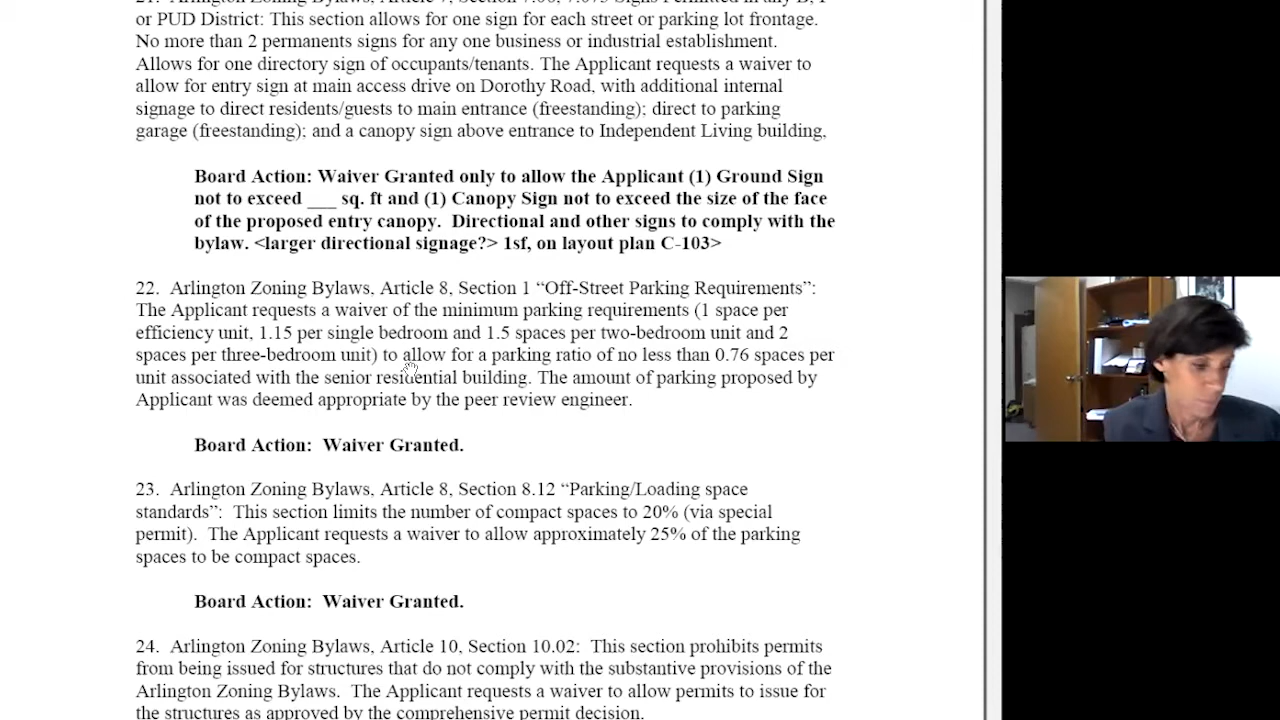 or PUD District: This section allows for one sign for each street or parking lot frontage.
No more than 2 permanents signs for any one business or industrial establishment.
Allows for one directory sign of occupants/tenants. The Applicant requests a waiver to
allow for entry sign at main access drive on Dorothy Road, with additional internal
signage to direct residents/guests to main entrance (freestanding); direct to parking
garage (freestanding); and a canopy sign above entrance to Independent Living building,
Board Action: Waiver Granted only to allow the Applicant (1) Ground Sign
not to exceed ___ sq. ft and (1) Canopy Sign not to exceed the size of the face
of the proposed entry canopy. Directional and other signs to comply with the
bylaw. <larger directional signage?> 1sf, on layout plan C-103>
22. Arlington Zoning Bylaws, Article 8, Section 1 “Off-Street Parking Requirements”:
The Applicant requests a waiver of the minimum parking requirements (1 space per
efficiency unit, 1.15 per single bedroom and 1.5 spaces per two-bedroom unit and 2
spaces per three-bedroom unit) to allow for a parking ratio of no less than 0.76 spaces per
unit associated with the senior residential building. The amount of parking proposed by
Applicant was deemed appropriate by the peer review engineer.
Board Action: Waiver Granted.
23. Arlington Zoning Bylaws, Article 8, Section 8.12 “Parking/Loading space
standards”: This section limits the number of compact spaces to 20% (via special
permit). The Applicant requests a waiver to allow approximately 25% of the parking
spaces to be compact spaces.
Board Action: Waiver Granted.
24. Arlington Zoning Bylaws, Article 10, Section 10.02: This section prohibits permits
from being issued for structures that do not comply with the substantive provisions of the
Arlington Zoning Bylaws. The Applicant requests a waiver to allow permits to issue for
the structures as approved by the comprehensive permit decision.